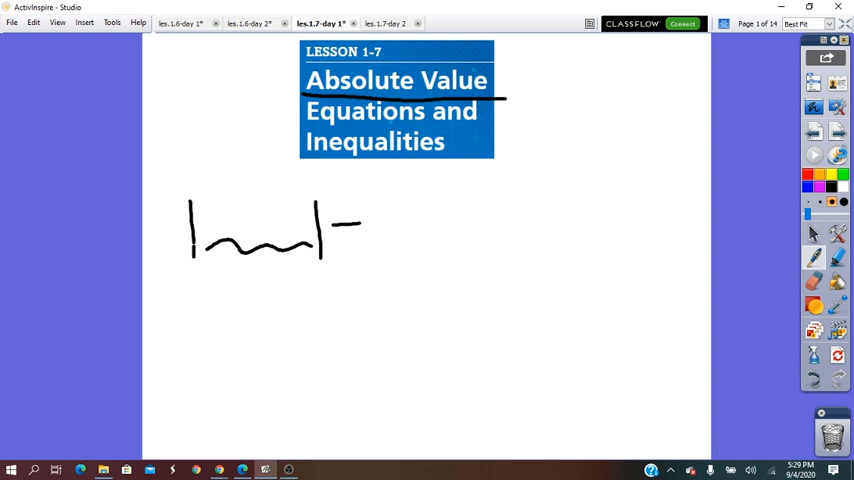 ActivInspire - Studio
File Edit View Insert Tools Help
les.1.6-day 1* les.1.6-day 2* les.1.7-day 1* les.1.7-day 2
CLASSFLOW Connect
Page 1 of 14 Best Fit
LESSON 1-7
Absolute Value
Equations and
Inequalities
5:29 PM
9/4/2020